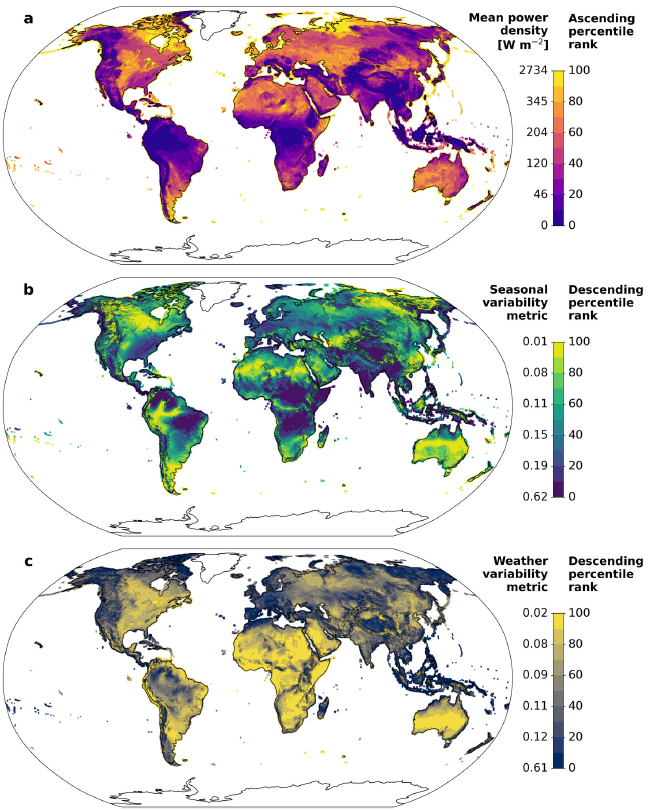 a
Mean power
density
[W m⁻²]
Ascending
percentile
rank
2734 100
345 80
204 60
120 40
46 20
0 0
b
Seasonal
variability
metric
Descending
percentile
rank
0.01 100
0.08 80
0.11 60
0.15 40
0.19 20
0.62 0
c
Weather
variability
metric
Descending
percentile
rank
0.02 100
0.08 80
0.09 60
0.11 40
0.12 20
0.61 0